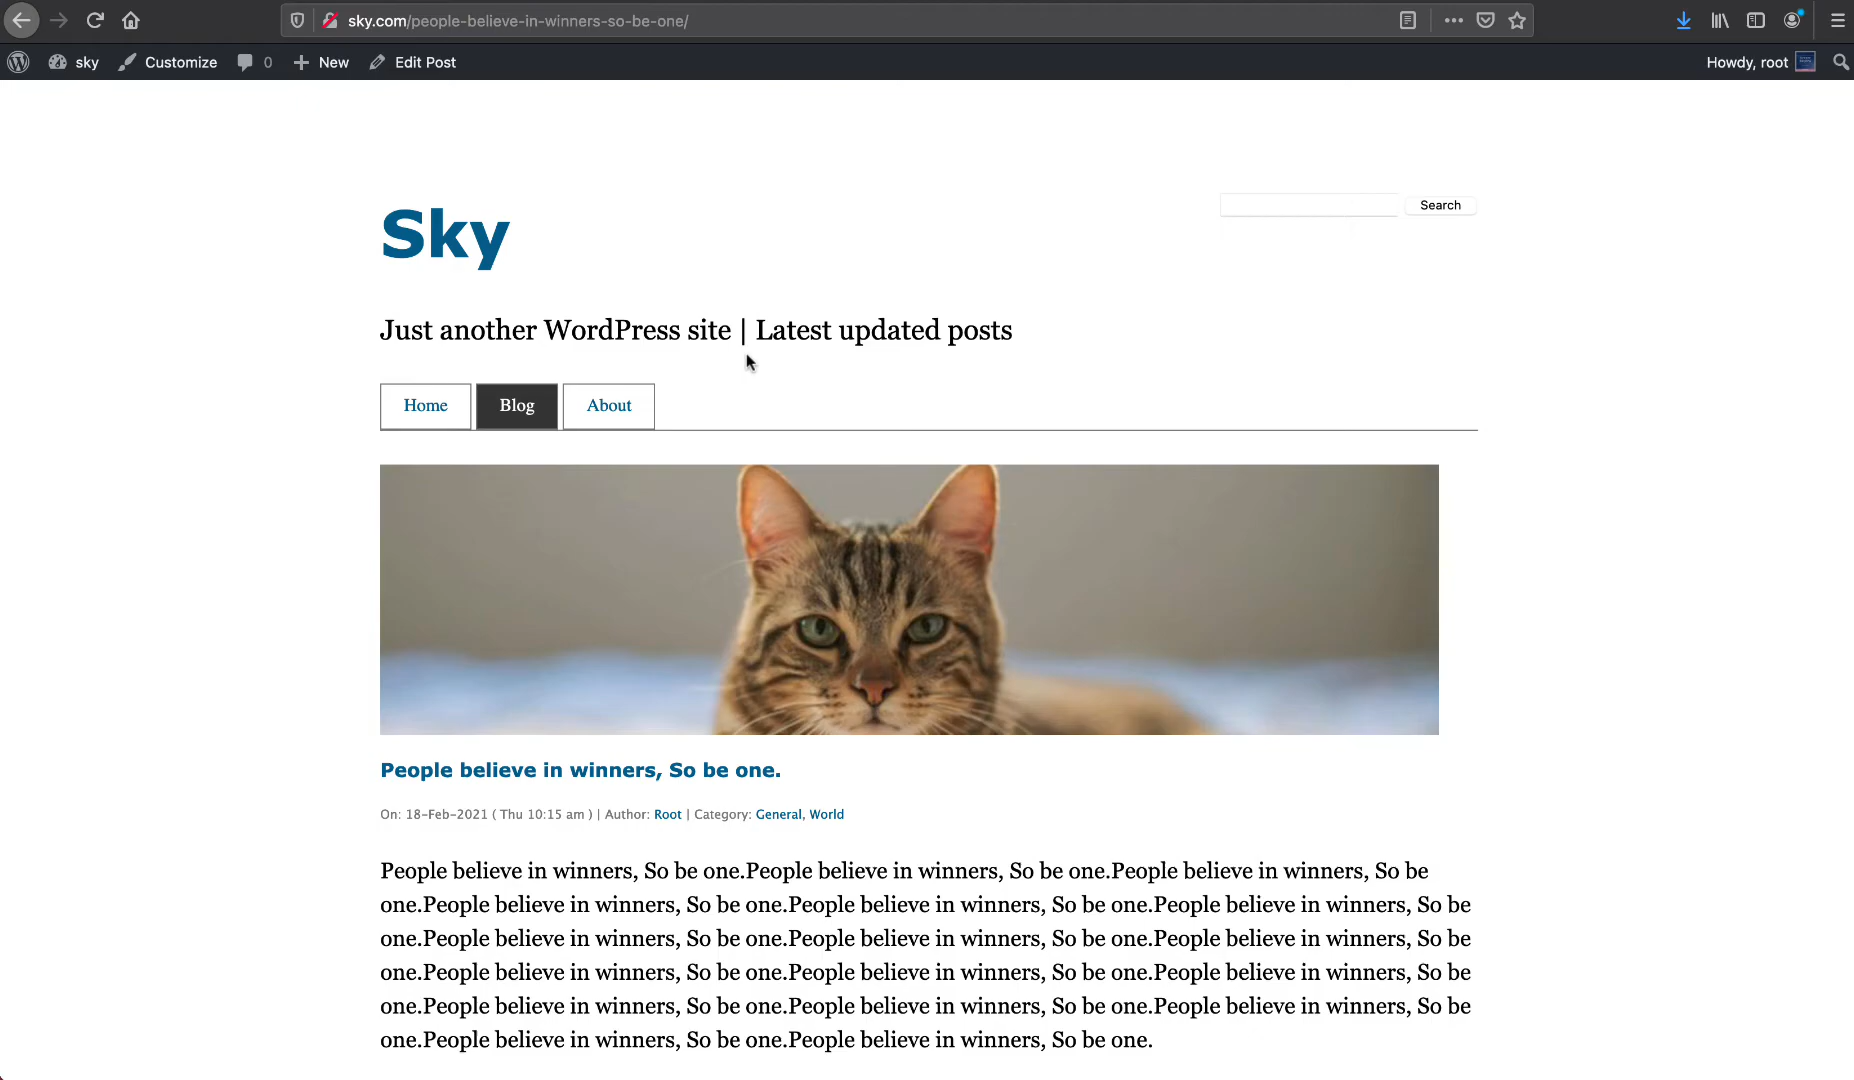 sky.com/people-believe-in-winners-so-be-one/
sky Customize 0 New Edit Post Howdy, root
Sky
Search
Just another WordPress site | Latest updated posts
Home Blog About
People believe in winners, So be one.
On: 18-Feb-2021 ( Thu 10:15 am ) | Author: Root | Category: General, World
People believe in winners, So be one.People believe in winners, So be one.People believe in winners, So be
one.People believe in winners, So be one.People believe in winners, So be one.People believe in winners, So be
one.People believe in winners, So be one.People believe in winners, So be one.People believe in winners, So be
one.People believe in winners, So be one.People believe in winners, So be one.People believe in winners, So be
one.People believe in winners, So be one.People believe in winners, So be one.People believe in winners, So be
one.People believe in winners, So be one.People believe in winners, So be one.